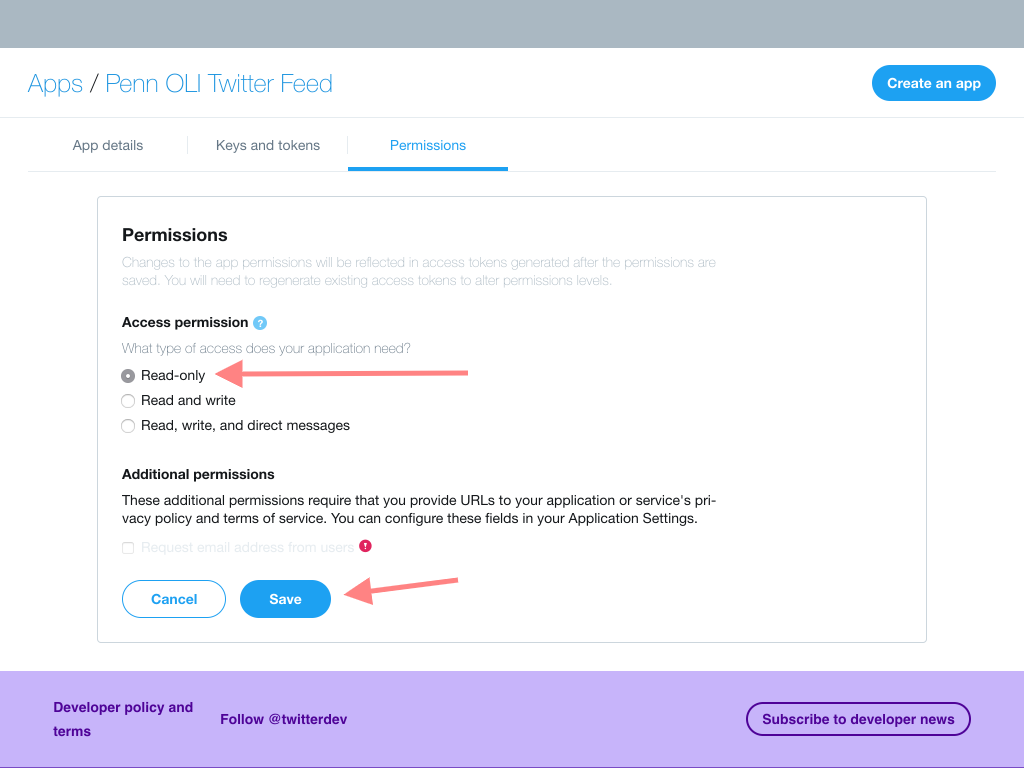 Apps / Penn OLI Twitter Feed
Create an app
App details
Keys and tokens
Permissions
Permissions
Changes to the app permissions will be reflected in access tokens generated after the permissions are
saved. You will need to regenerate existing access tokens to alter permissions levels.
Access permission ?
What type of access does your application need?
Read-only
Read and write
Read, write, and direct messages
Additional permissions
These additional permissions require that you provide URLs to your application or service's pri-
vacy policy and terms of service. You can configure these fields in your Application Settings.
Request email address from users !
Cancel
Save
Developer policy and
terms
Follow @twitterdev
Subscribe to developer news